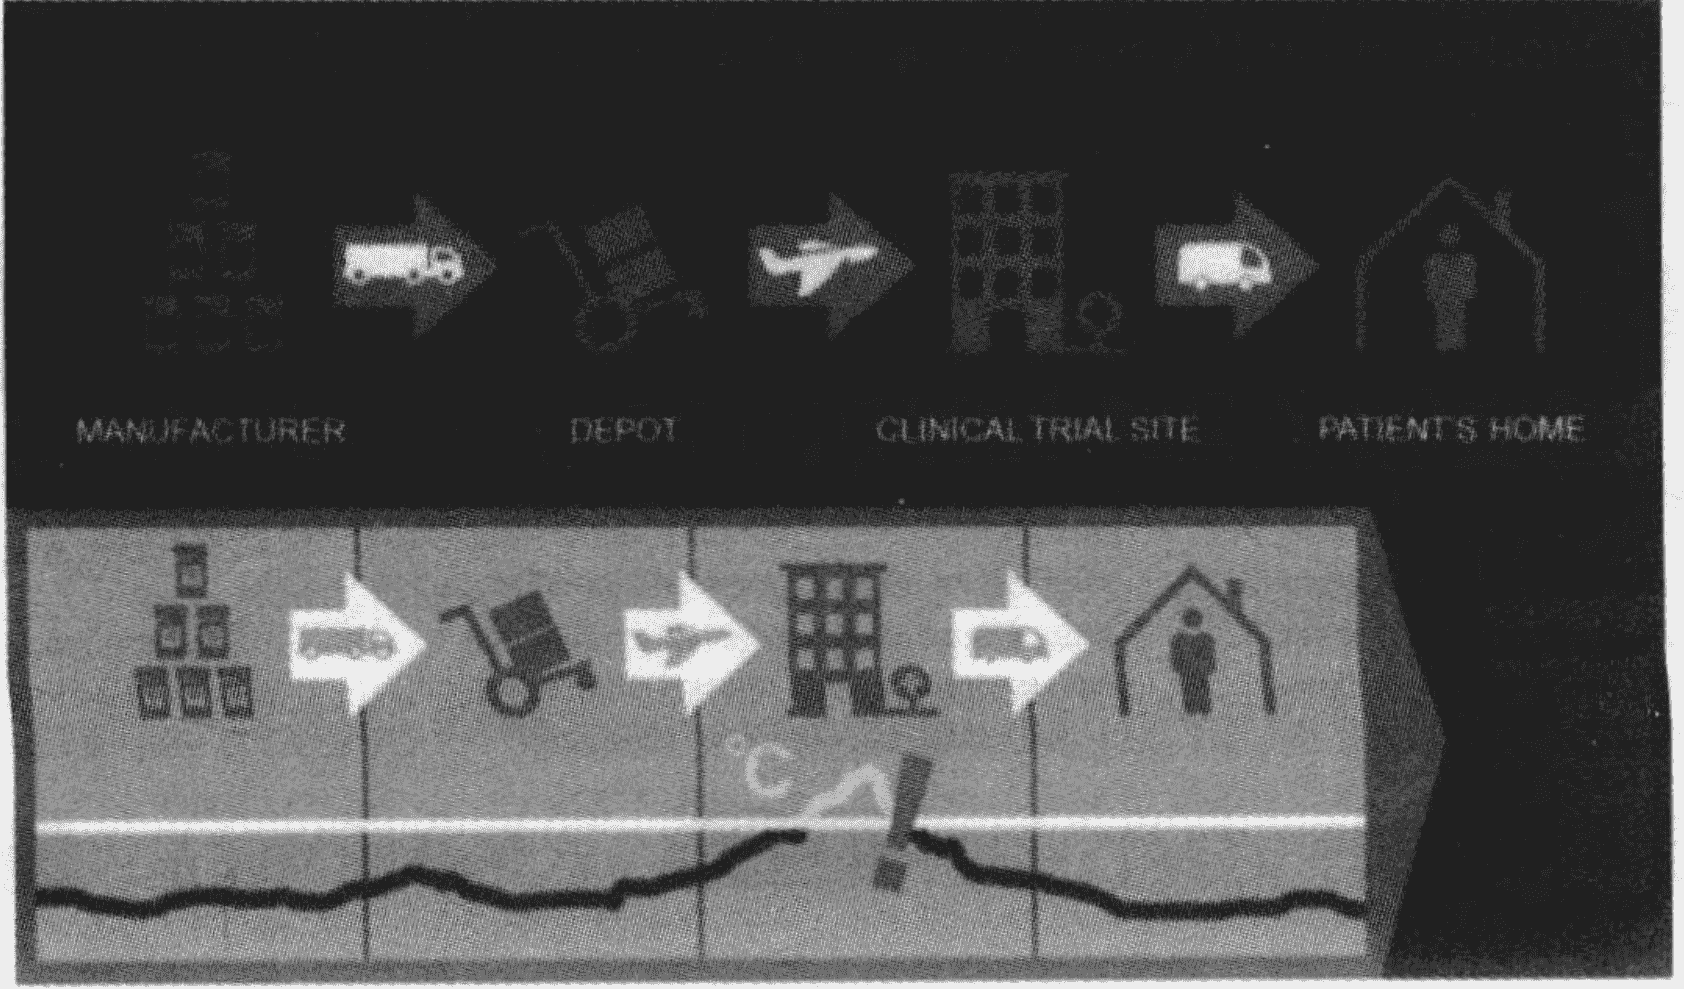 MANUFACTURER
DEPOT
CLINICAL TRIAL SITE
PATIENT'S HOME
°C
!